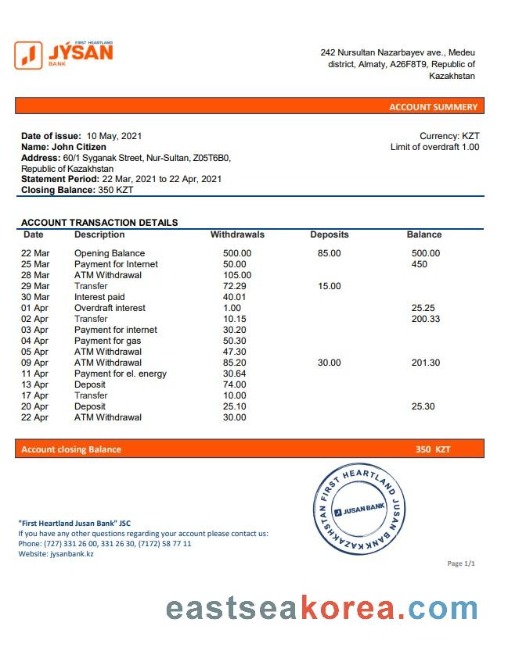 FIRST HEARTLAND
JÝSAN
BANK
242 Nursultan Nazarbayev ave., Medeu
district, Almaty, A26F8T9, Republic of
Kazakhstan
ACCOUNT SUMMERY
Date of issue: 10 May, 2021
Currency: KZT
Name: John Citizen
Limit of overdraft 1.00
Address: 60/1 Syganak Street, Nur-Sultan, Z05T6B0,
Republic of Kazakhstan
Statement Period: 22 Mar, 2021 to 22 Apr, 2021
Closing Balance: 350 KZT
ACCOUNT TRANSACTION DETAILS
Date Description Withdrawals Deposits Balance
22 Mar Opening Balance 500.00 85.00 500.00
25 Mar Payment for Internet 50.00 450
28 Mar ATM Withdrawal 105.00
29 Mar Transfer 72.29 15.00
30 Mar Interest paid 40.01
01 Apr Overdraft interest 1.00 25.25
02 Apr Transfer 10.15 200.33
03 Apr Payment for internet 30.20
04 Apr Payment for gas 50.30
05 Apr ATM Withdrawal 47.30
09 Apr ATM Withdrawal 85.20 30.00 201.30
11 Apr Payment for el. energy 30.64
13 Apr Deposit 74.00
17 Apr Transfer 10.00
20 Apr Deposit 25.10 25.30
22 Apr ATM Withdrawal 30.00
Account closing Balance 350 KZT
KAZAKHSTAN FIRST HEARTLAND JUSAN BANK
JUSAN BANK
"First Heartland Jusan Bank" JSC
If you have any other questions regarding your account please contact us:
Phone: (727) 331 26 00, 331 26 30, (7172) 58 77 11
Website: jysanbank.kz
Page 1/1
eastseakorea.com